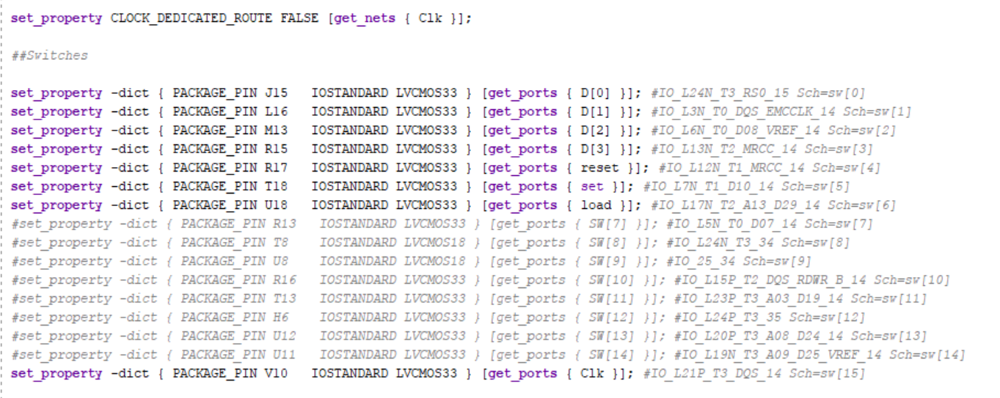 set_property CLOCK_DEDICATED_ROUTE FALSE [get_nets { Clk }];
##Switches
set_property -dict { PACKAGE_PIN J15   IOSTANDARD LVCMOS33 } [get_ports { D[0] }]; #IO_L24N_T3_RS0_15 Sch=sw[0]
set_property -dict { PACKAGE_PIN L16   IOSTANDARD LVCMOS33 } [get_ports { D[1] }]; #IO_L3N_T0_DQS_EMCCLK_14 Sch=sw[1]
set_property -dict { PACKAGE_PIN M13   IOSTANDARD LVCMOS33 } [get_ports { D[2] }]; #IO_L6N_T0_D08_VREF_14 Sch=sw[2]
set_property -dict { PACKAGE_PIN R15   IOSTANDARD LVCMOS33 } [get_ports { D[3] }]; #IO_L13N_T2_MRCC_14 Sch=sw[3]
set_property -dict { PACKAGE_PIN R17   IOSTANDARD LVCMOS33 } [get_ports { reset }]; #IO_L12N_T1_MRCC_14 Sch=sw[4]
set_property -dict { PACKAGE_PIN T18   IOSTANDARD LVCMOS33 } [get_ports { set }]; #IO_L7N_T1_D10_14 Sch=sw[5]
set_property -dict { PACKAGE_PIN U18   IOSTANDARD LVCMOS33 } [get_ports { load }]; #IO_L17N_T2_A13_D29_14 Sch=sw[6]
#set_property -dict { PACKAGE_PIN R13   IOSTANDARD LVCMOS33 } [get_ports { SW[7] }]; #IO_L5N_T0_D07_14 Sch=sw[7]
#set_property -dict { PACKAGE_PIN T8    IOSTANDARD LVCMOS18 } [get_ports { SW[8] }]; #IO_L24N_T3_34 Sch=sw[8]
#set_property -dict { PACKAGE_PIN U8    IOSTANDARD LVCMOS18 } [get_ports { SW[9] }]; #IO_25_34 Sch=sw[9]
#set_property -dict { PACKAGE_PIN R16   IOSTANDARD LVCMOS33 } [get_ports { SW[10] }]; #IO_L15P_T2_DQS_RDWR_B_14 Sch=sw[10]
#set_property -dict { PACKAGE_PIN T13   IOSTANDARD LVCMOS33 } [get_ports { SW[11] }]; #IO_L23P_T3_A03_D19_14 Sch=sw[11]
#set_property -dict { PACKAGE_PIN H6    IOSTANDARD LVCMOS33 } [get_ports { SW[12] }]; #IO_L24P_T3_35 Sch=sw[12]
#set_property -dict { PACKAGE_PIN U12   IOSTANDARD LVCMOS33 } [get_ports { SW[13] }]; #IO_L20P_T3_A08_D24_14 Sch=sw[13]
#set_property -dict { PACKAGE_PIN U11   IOSTANDARD LVCMOS33 } [get_ports { SW[14] }]; #IO_L19N_T3_A09_D25_VREF_14 Sch=sw[14]
set_property -dict { PACKAGE_PIN V10   IOSTANDARD LVCMOS33 } [get_ports { Clk }]; #IO_L21P_T3_DQS_14 Sch=sw[15]